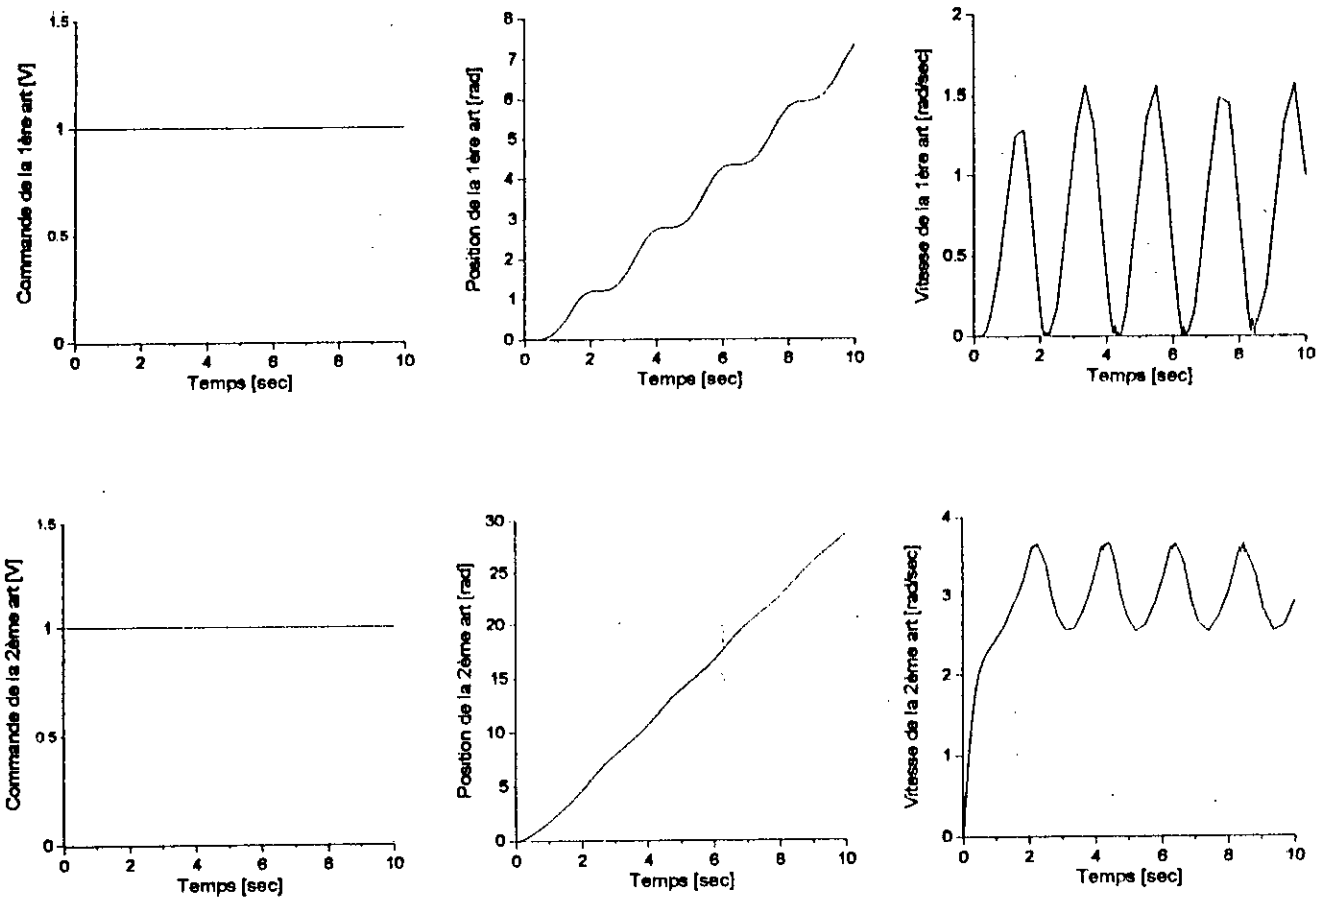 1.5
1
0.5
0
0 2 4 6 8 10
Commande de la 1ère art [V]
Temps [sec]
8
7
6
5
4
3
2
1
0
0 2 4 6 8 10
Position de la 1ère art [rad]
Temps [sec]
2
1.5
1
0.5
0
0 2 4 6 8 10
Vitesse de la 1ère art [rad/sec]
Temps [sec]
1.5
1
0.5
0
0 2 4 6 8 10
Commande de la 2ème art [V]
Temps [sec]
30
25
20
15
10
5
0
0 2 4 6 8 10
Position de la 2ème art [rad]
Temps [sec]
4
3
2
1
0
0 2 4 6 8 10
Vitesse de la 2ème art [rad/sec]
Temps [sec]